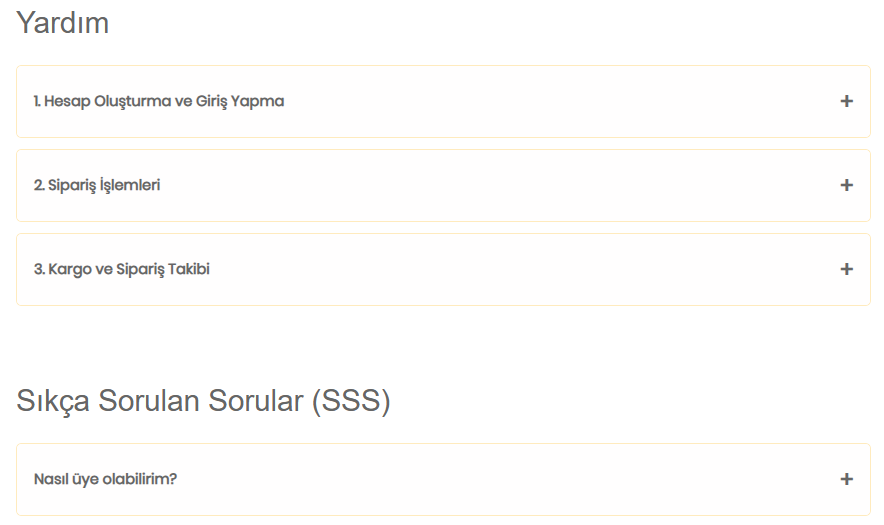 Yardım
1. Hesap Oluşturma ve Giriş Yapma
2. Sipariş İşlemleri
3. Kargo ve Sipariş Takibi
Sıkça Sorulan Sorular (SSS)
Nasıl üye olabilirim?